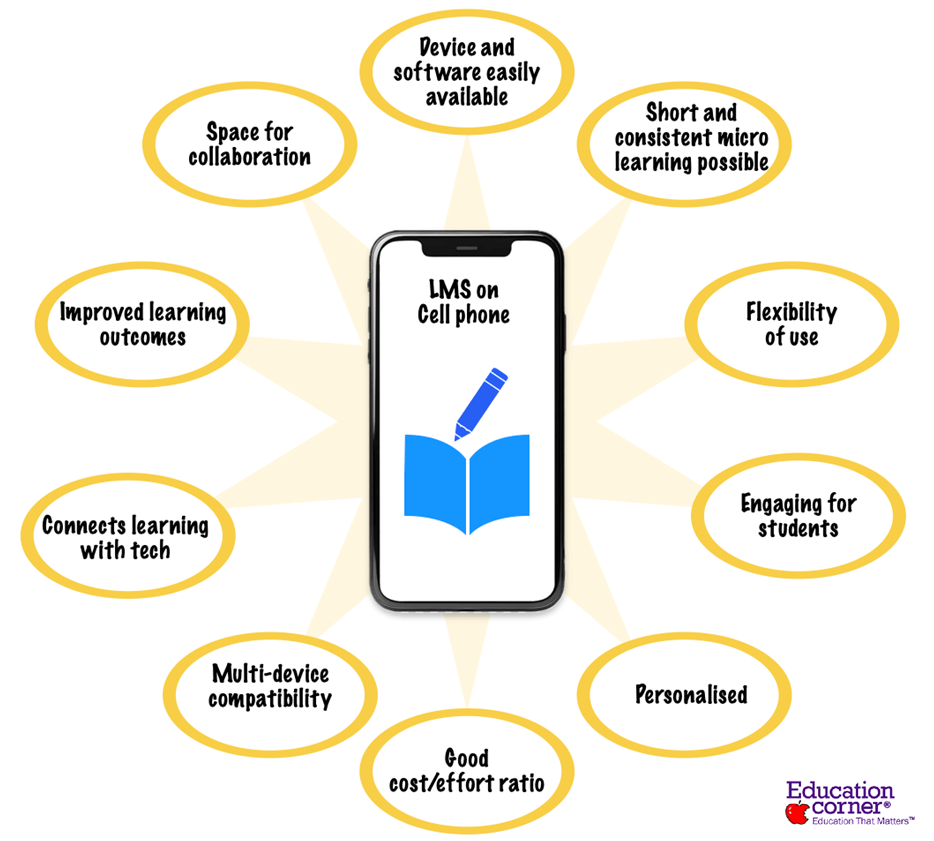 Device and
software easily
available
Short and
consistent micro
learning possible
Flexibility
of use
Engaging for
students
Personalised
Good
cost/effort ratio
Multi-device
compatibility
Connects learning
with tech
Improved learning
outcomes
Space for
collaboration
LMS on
Cell phone
Education
corner®
Education That Matters™